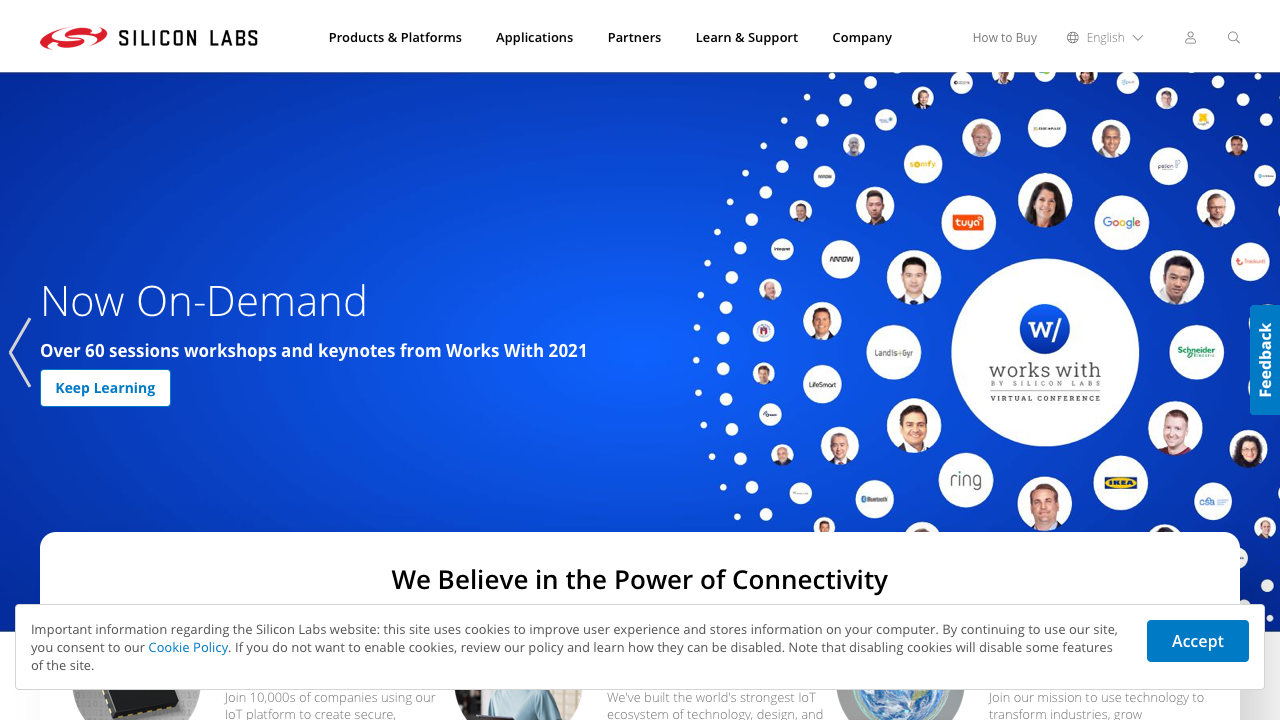 SILICON LABS
Products & Platforms
Applications
Partners
Learn & Support
Company
How to Buy
English
somfy
tuya
Google
ARROW
Landis+Gyr
Schneider
Electric
LifeSmart
ring
IKEA
Bluetooth
csa
w/
works with
BY SILICON LABS
VIRTUAL CONFERENCE
Now On-Demand
Over 60 sessions workshops and keynotes from Works With 2021
Keep Learning
Feedback
We Believe in the Power of Connectivity
Important information regarding the Silicon Labs website: this site uses cookies to improve user experience and stores information on your computer. By continuing to use our site,
you consent to our Cookie Policy. If you do not want to enable cookies, review our policy and learn how they can be disabled. Note that disabling cookies will disable some features
of the site.
Accept
Join 10,000s of companies using our
IoT platform to create secure,
We've built the world's strongest IoT
ecosystem of technology, design, and
Join our mission to use technology to
transform industries, grow